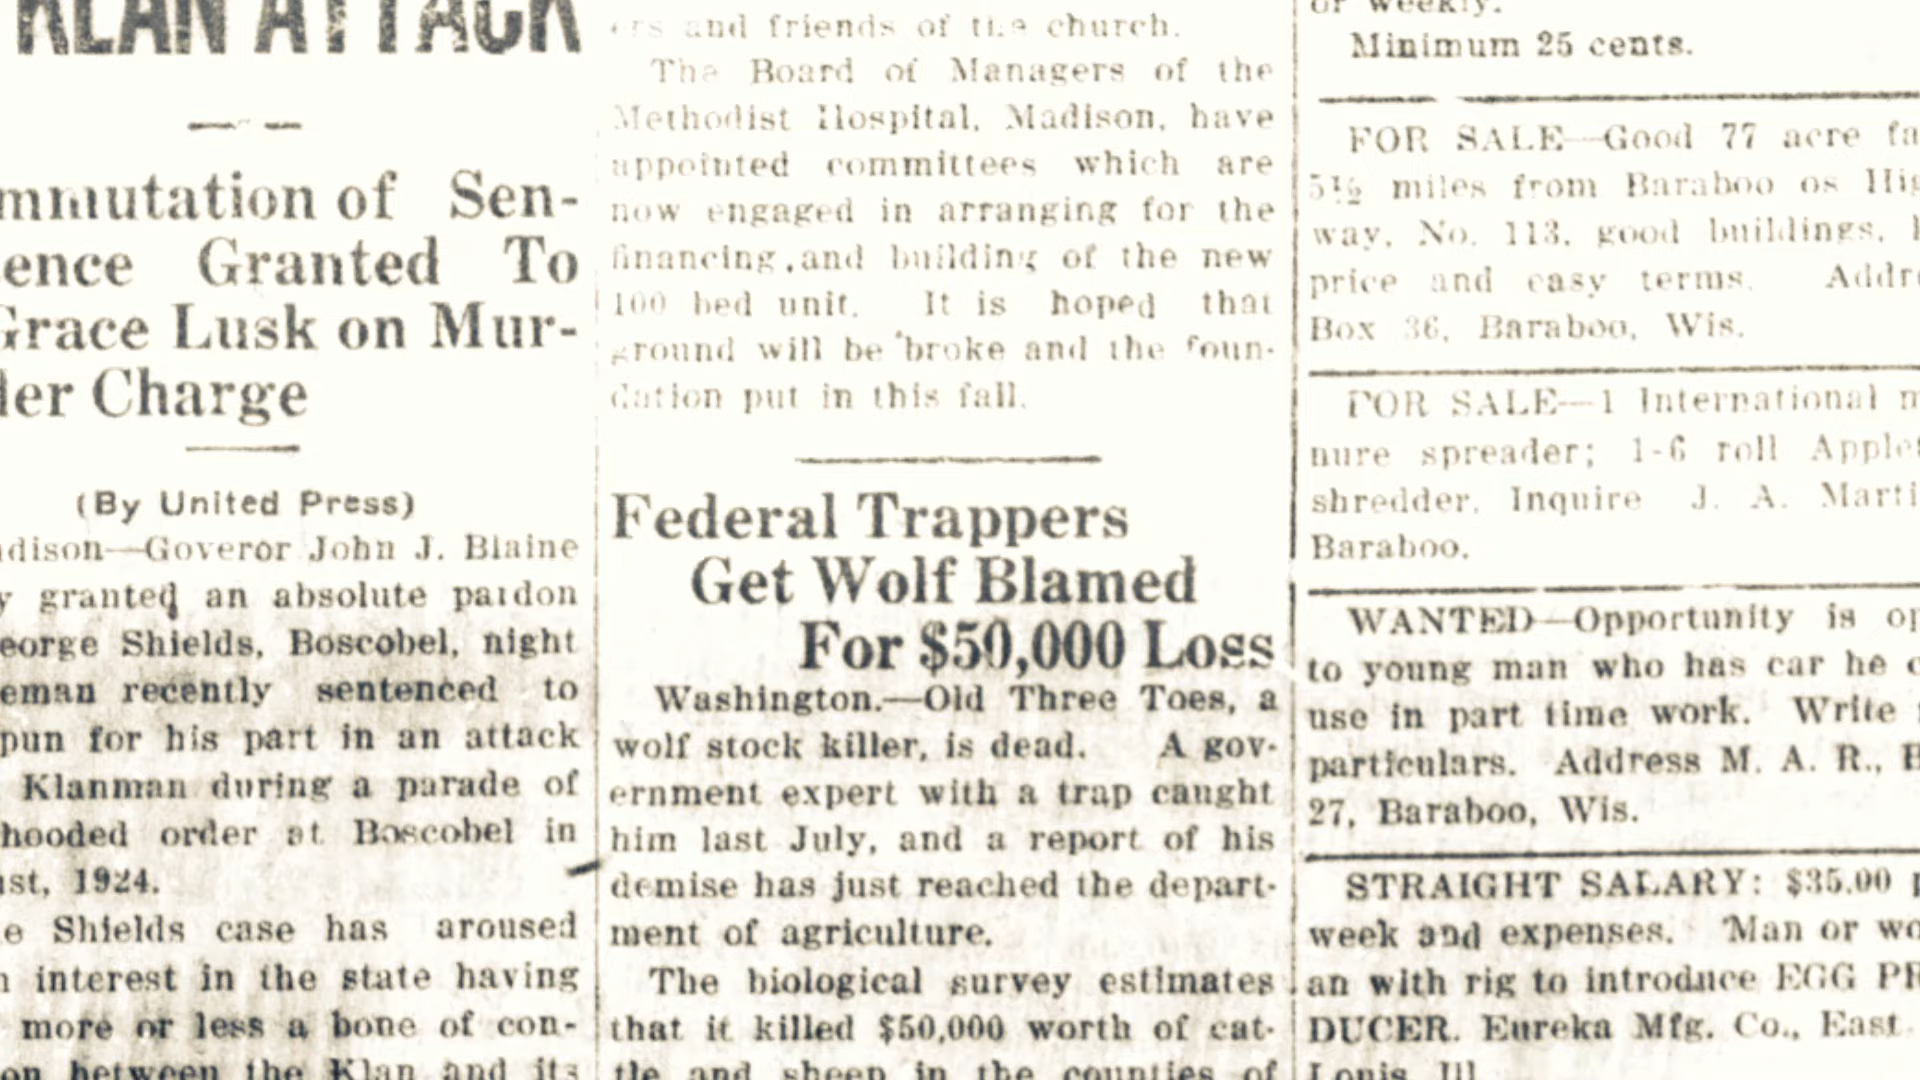 KLAN ATTACK
mmutation of Sen-
ence Granted To
Grace Lusk on Mur-
der Charge
(By United Press)
adison—Goveror John J. Blaine
y granted an absolute pardon
eorge Shields, Boscobel, night
eman recently sentenced to
pun for his part in an attack
Klanman during a parade of
hooded order at Boscobel in
ust, 1924.
e Shields case has aroused
n interest in the state having
more or less a bone of con-
on between the Klan and its
ers and friends of the church.
The Board of Managers of the
Methodist Hospital, Madison, have
appointed committees which are
now engaged in arranging for the
financing,and building of the new
100 bed unit. It is hoped that
ground will be broke and the foun-
dation put in this fall.
Federal Trappers
Get Wolf Blamed
For $50,000 Loss
Washington.—Old Three Toes, a
wolf stock killer, is dead. A gov-
ernment expert with a trap caught
him last July, and a report of his
demise has just reached the depart-
ment of agriculture.
The biological survey estimates
that it killed $50,000 worth of cat-
tle and sheep in the counties of
or weekly.
Minimum 25 cents.
FOR SALE—Good 77 acre fa
5½ miles from Baraboo os Hig
way, No. 113, good buildings, l
price and easy terms. Addre
Box 36, Baraboo, Wis.
FOR SALE—1 International m
nure spreader; 1-6 roll Applet
shredder. Inquire J. A. Marti
Baraboo.
WANTED—Opportunity is op
to young man who has car he c
use in part time work. Write
particulars. Address M. A. R., B
27, Baraboo, Wis.
STRAIGHT SALARY: $35.00 p
week and expenses. Man or wo
an with rig to introduce EGG PR
DUCER. Eureka Mfg. Co., East
Louis, Ill.